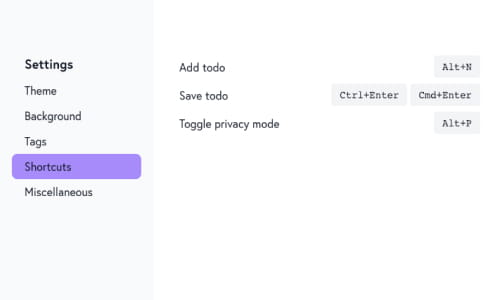 Settings
Theme
Background
Tags
Shortcuts
Miscellaneous
Add todo Alt+N
Save todo Ctrl+Enter Cmd+Enter
Toggle privacy mode Alt+P